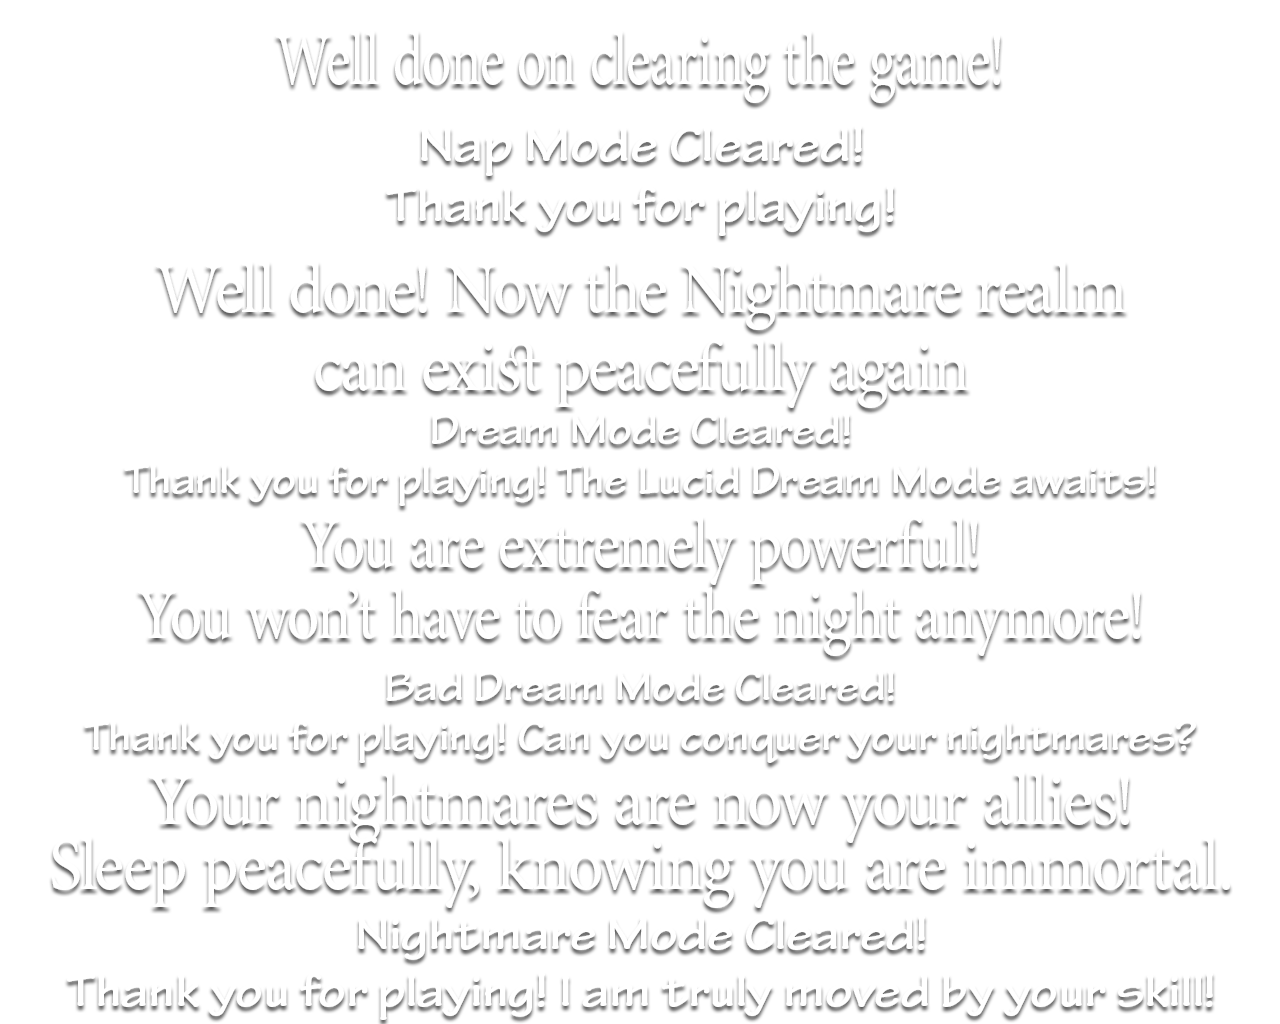 Well done on clearing the game!
Nap Mode Cleared!
Thank you for playing!
Well done! Now the Nightmare realm
can exist peacefully again
Dream Mode Cleared!
Thank you for playing! The Lucid Dream Mode awaits!
You are extremely powerful!
You won’t have to fear the night anymore!
Bad Dream Mode Cleared!
Thank you for playing! Can you conquer your nightmares?
Your nightmares are now your allies!
Sleep peacefully, knowing you are immortal.
Nightmare Mode Cleared!
Thank you for playing! I am truly moved by your skill!